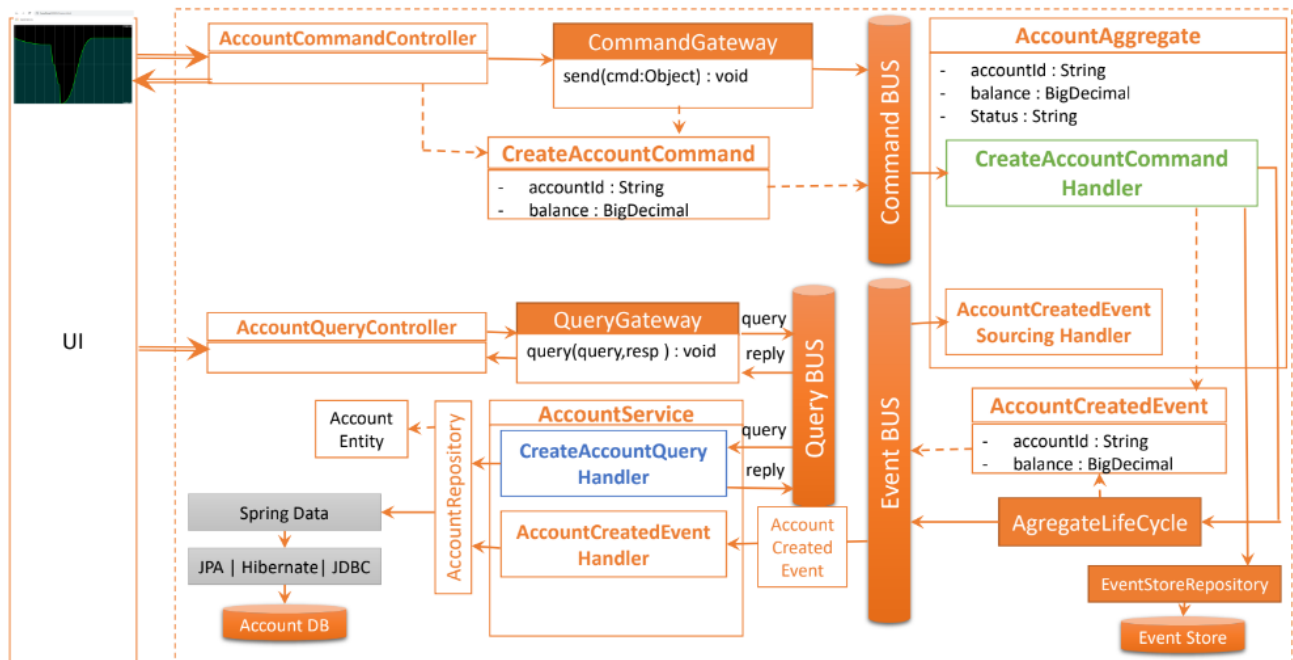 AccountCommandController
CommandGateway
send(cmd:Object) : void
CreateAccountCommand
- accountId : String
- balance : BigDecimal
Command BUS
AccountAggregate
- accountId : String
- balance : BigDecimal
- Status : String
CreateAccountCommand
Handler
AccountCreatedEvent
Sourcing Handler
UI
AccountQueryController
QueryGateway
query(query,resp ) : void
query
reply
Query BUS
Event BUS
AccountCreatedEvent
- accountId : String
- balance : BigDecimal
AgregateLifeCycle
EventStoreRepository
Event Store
Account
Entity
AccountRepository
AccountService
CreateAccountQuery
Handler
query
reply
AccountCreatedEvent
Handler
Account
Created
Event
Spring Data
JPA | Hibernate| JDBC
Account DB